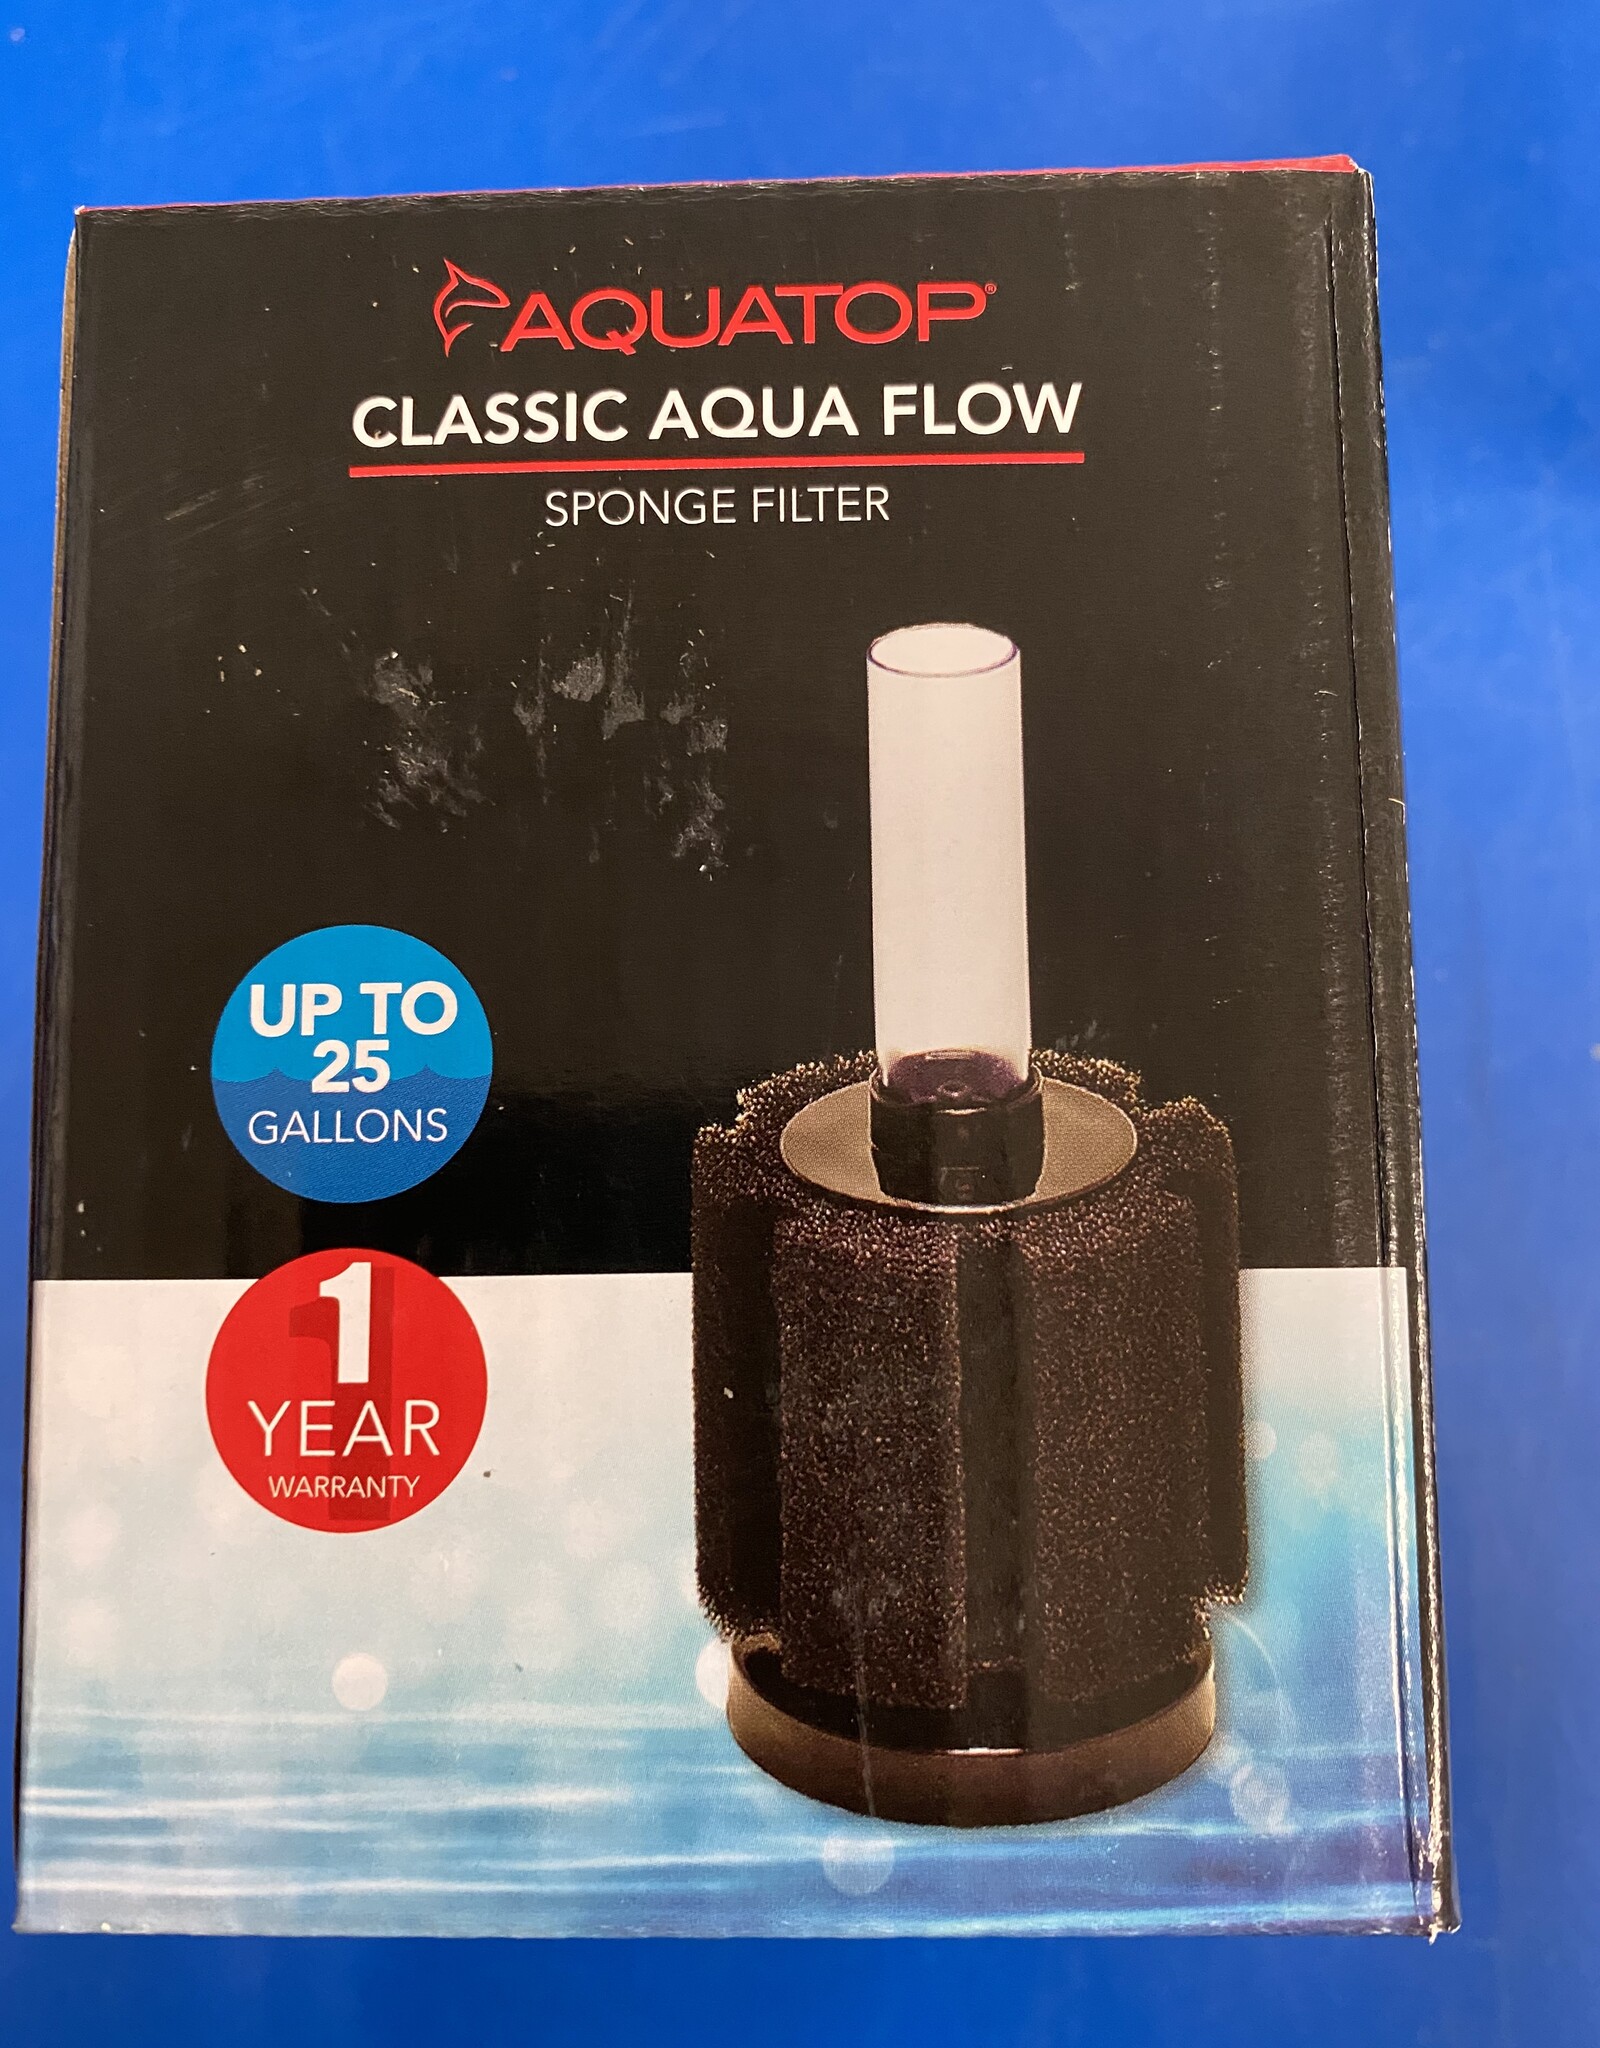 AQUATOP®
CLASSIC AQUA FLOW
SPONGE FILTER
UP TO
25
GALLONS
1
YEAR
WARRANTY